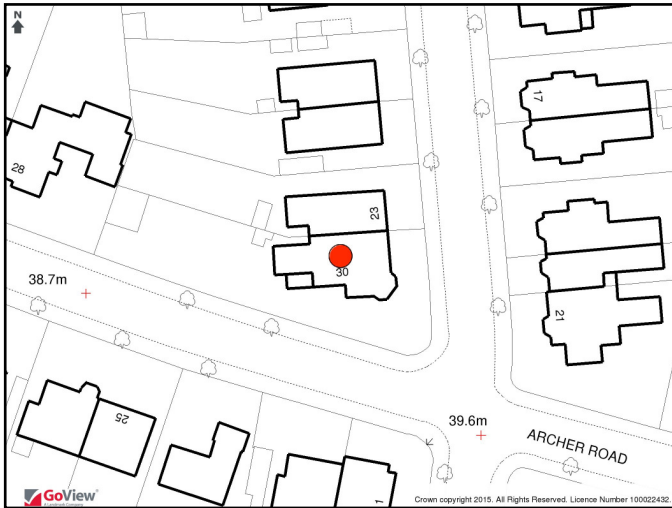 N
17
28
23
30
38.7m
21
25
39.6m
ARCHER ROAD
1
GoView
A Landmark Company
Crown copyright 2015. All Rights Reserved. Licence Number 100022432.